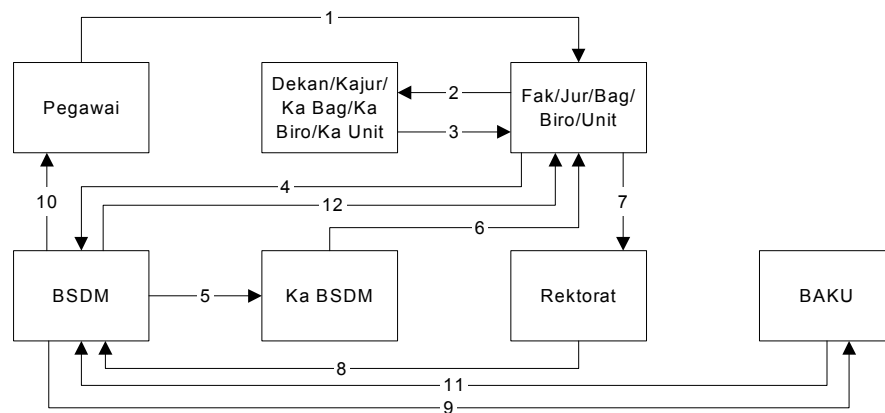 1
Pegawai
Dekan/Kajur/
Ka Bag/Ka
Biro/Ka Unit
2
3
Fak/Jur/Bag/
Biro/Unit
4
10
12
6
7
BSDM
5
Ka BSDM
Rektorat
BAKU
8
11
9